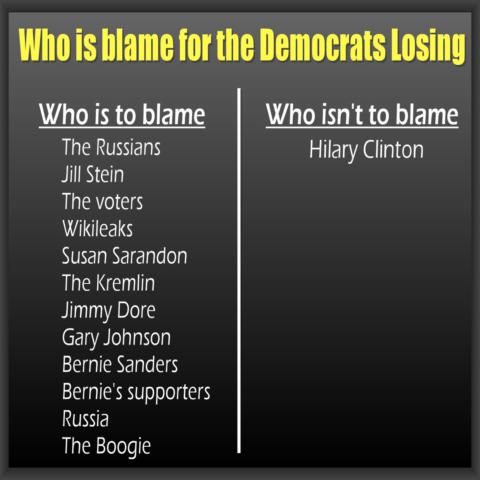 Who is blame for the Democrats Losing
Who is to blame
The Russians
Jill Stein
The voters
Wikileaks
Susan Sarandon
The Kremlin
Jimmy Dore
Gary Johnson
Bernie Sanders
Bernie's supporters
Russia
The Boogie
Who isn't to blame
Hilary Clinton